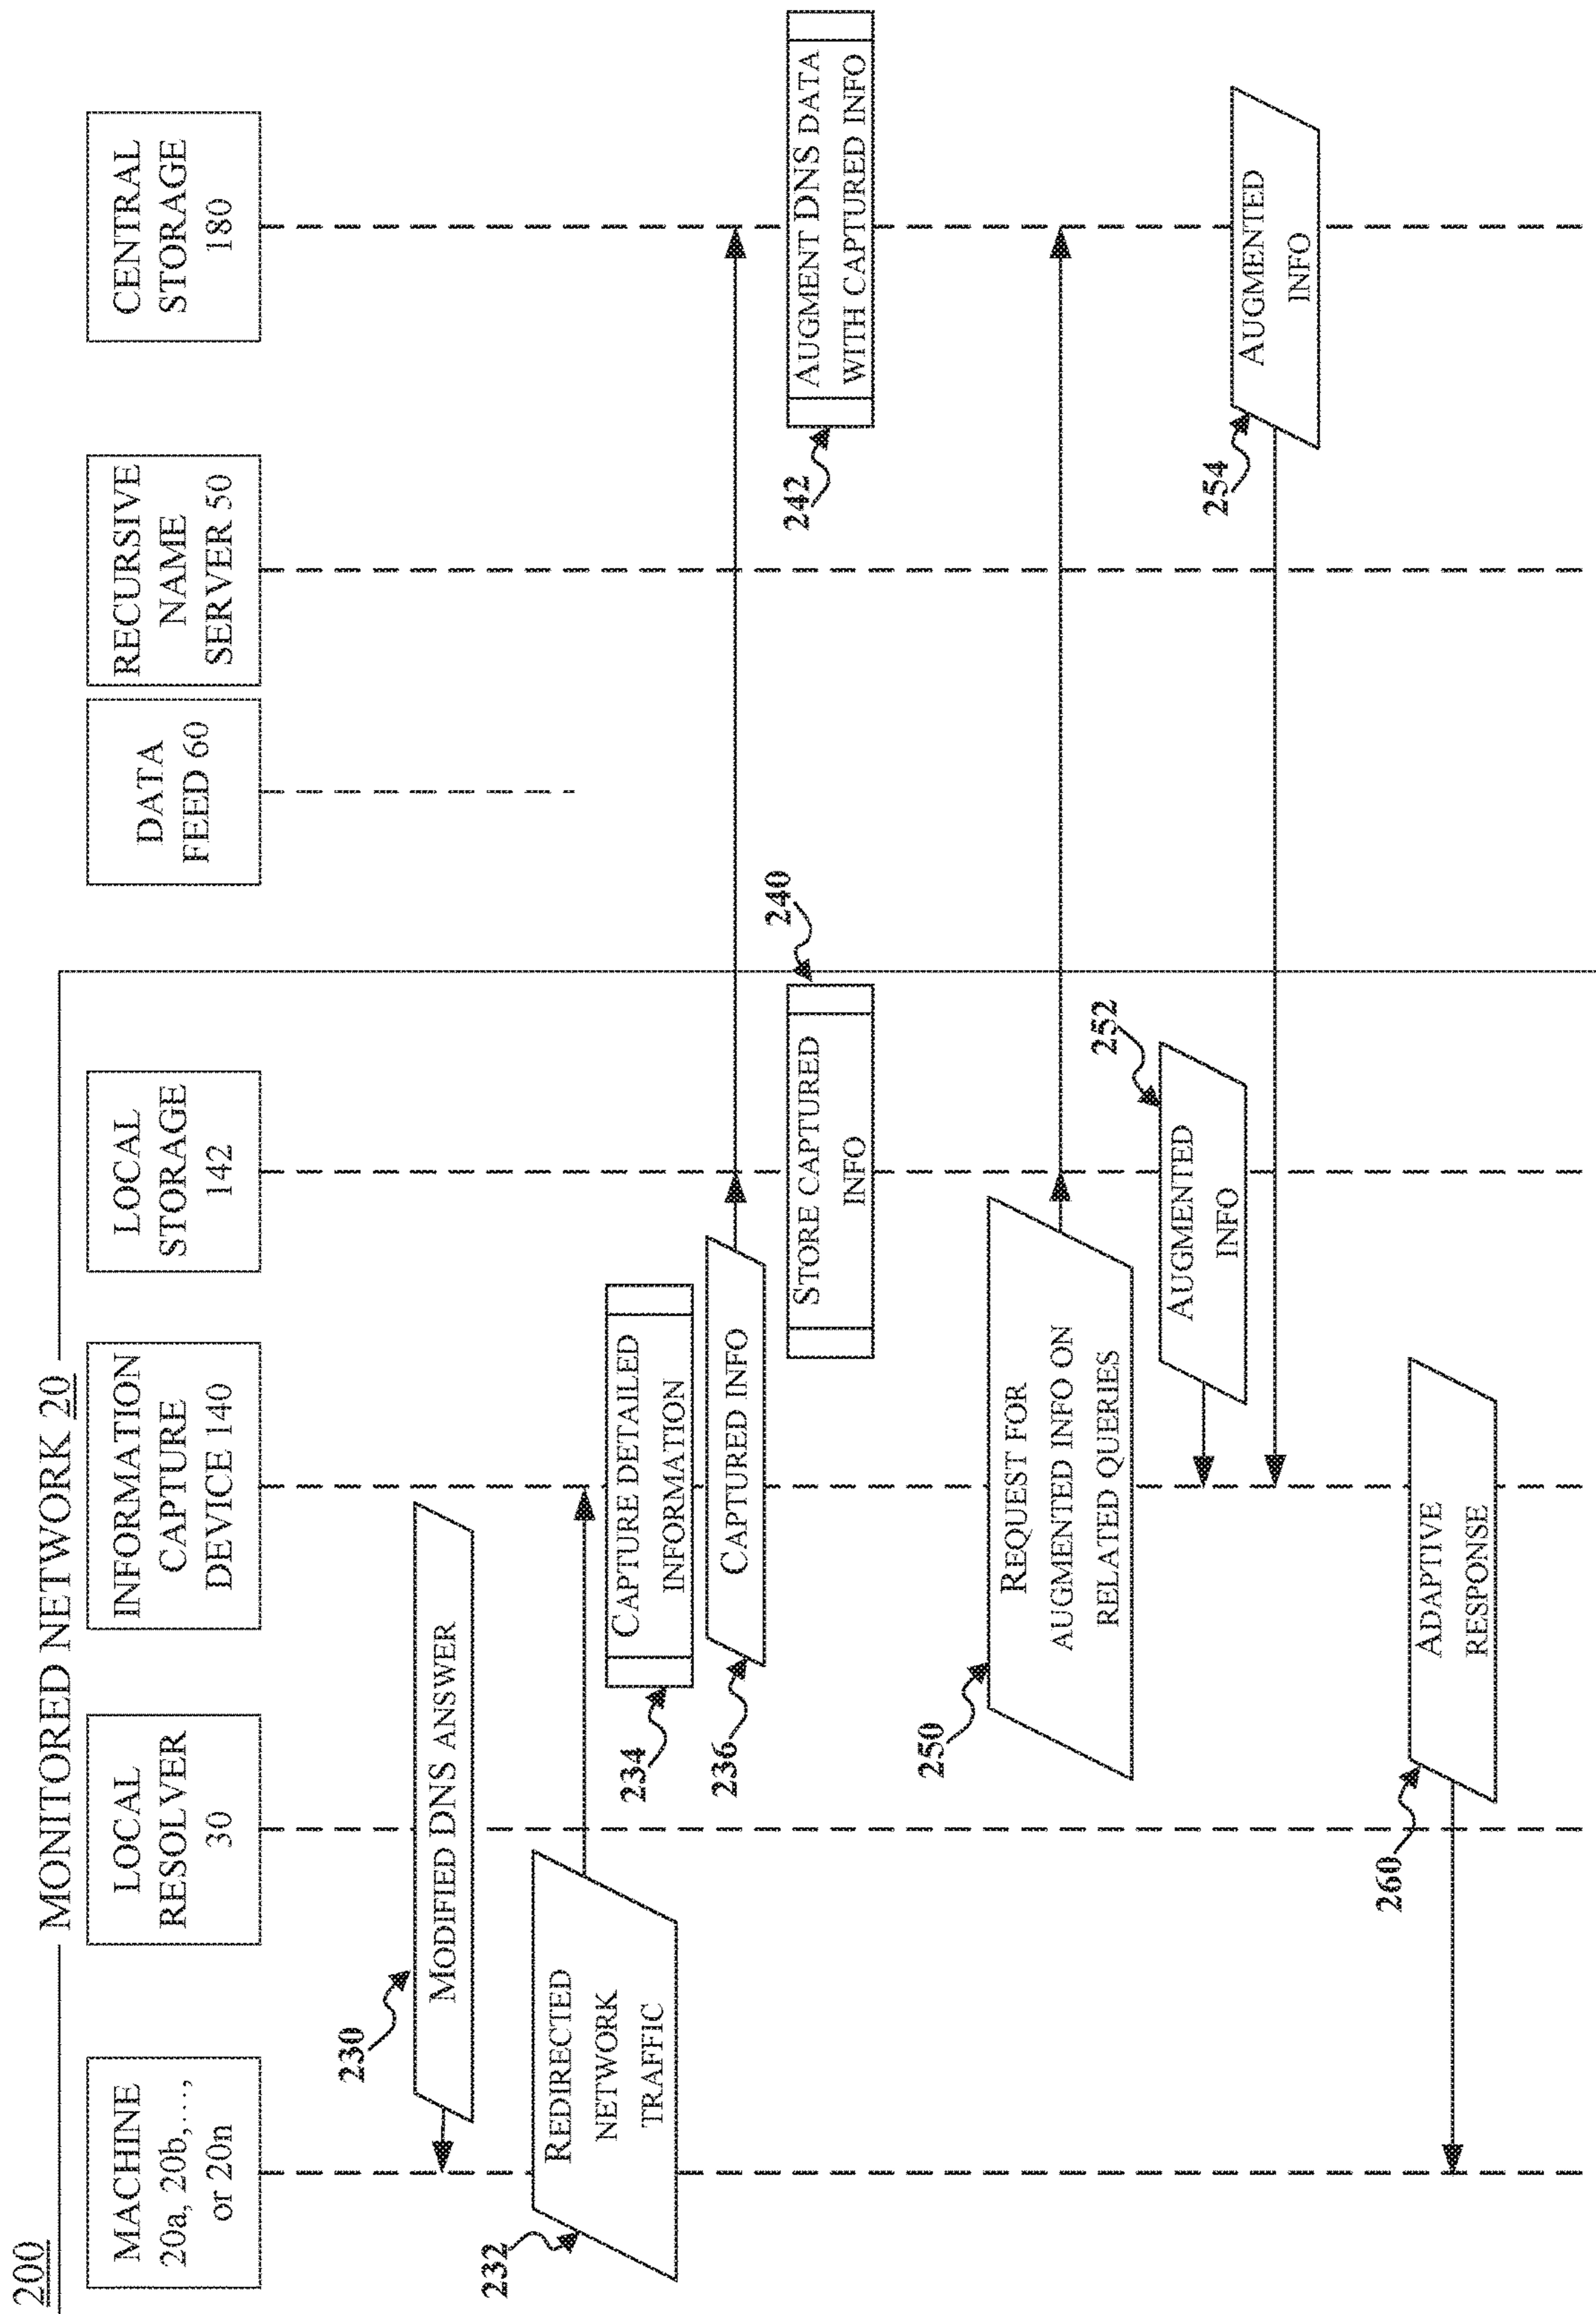 200
MONITORED NETWORK 20
MACHINE
20a, 20b,...,
or 20n
LOCAL
RESOLVER
30
INFORMATION
CAPTURE
DEVICE 140
LOCAL
STORAGE
142
DATA
FEED 60
RECURSIVE
NAME
SERVER 50
CENTRAL
STORAGE
180
230
MODIFIED DNS ANSWER
232
REDIRECTED
NETWORK
TRAFFIC
234
CAPTURE DETAILED
INFORMATION
236
CAPTURED INFO
240
STORE CAPTURED
INFO
242
AUGMENT DNS DATA
WITH CAPTURED INFO
250
REQUEST FOR
AUGMENTED INFO ON
RELATED QUERIES
252
AUGMENTED
INFO
254
AUGMENTED
INFO
260
ADAPTIVE
RESPONSE